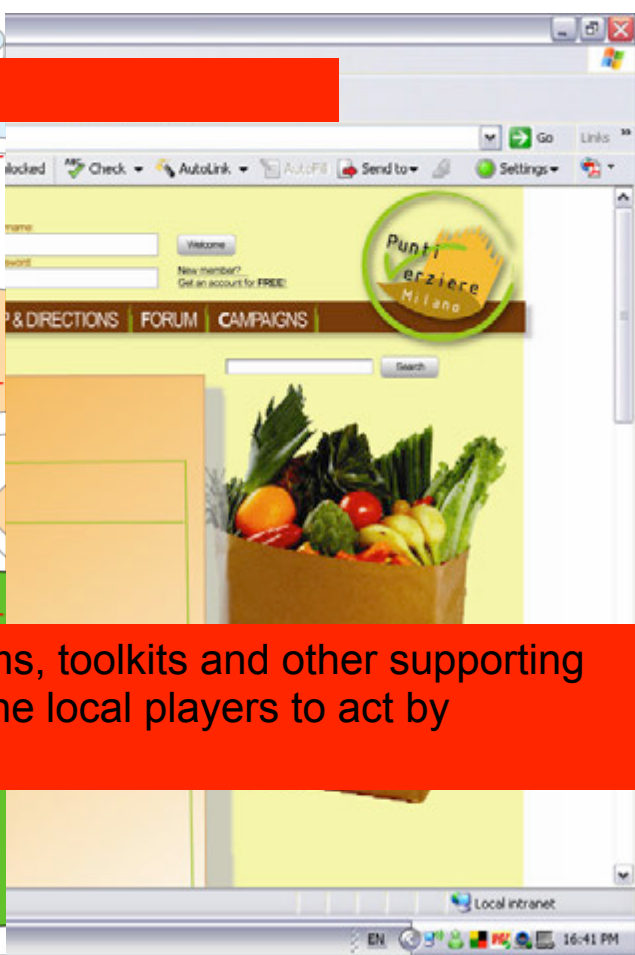 Go Links »
locked Check AutoLink AutoFill Send to Settings
name
Welcome
sword
New member?
Get an account for FREE!
Punti
erziere
Milano
P & DIRECTIONS FORUM CAMPAIGNS
Search
ns, toolkits and other supporting
ne local players to act by
Local intranet
EN 16:41 PM